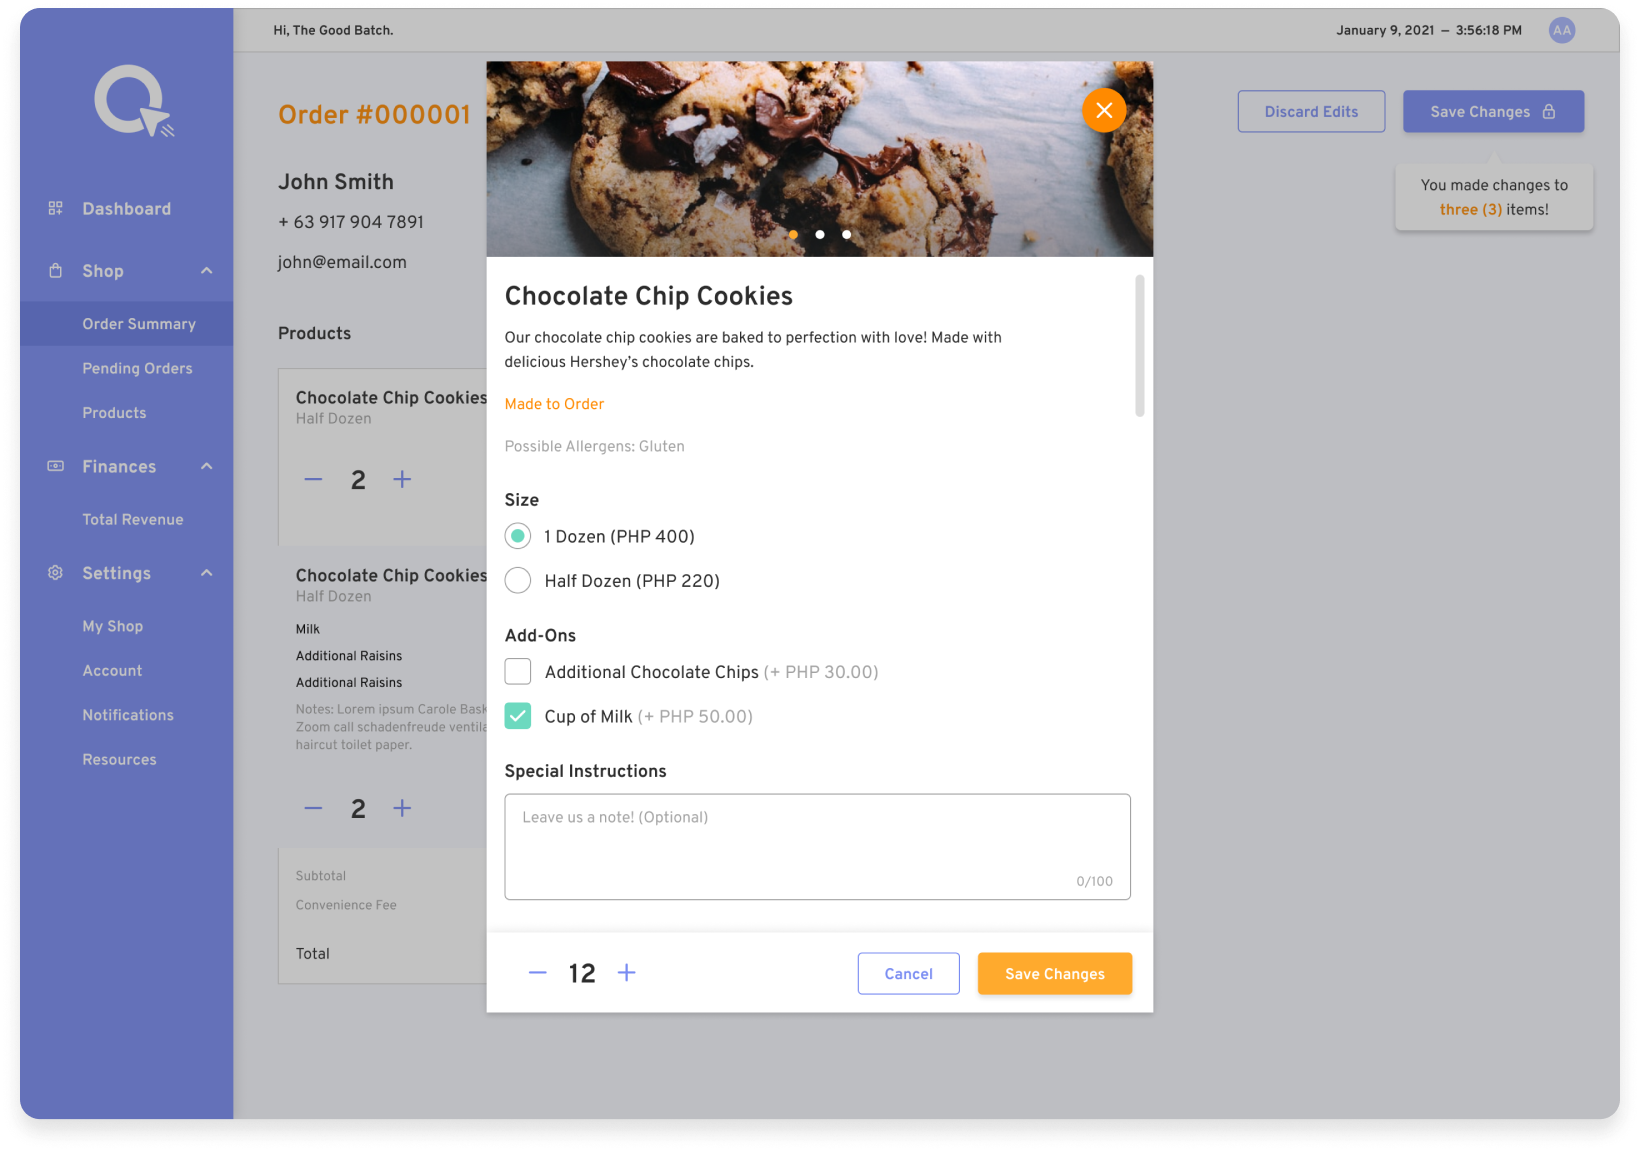 Hi, The Good Batch.
January 9, 2021 – 3:56:18 PM
AA
Dashboard
Shop
Order Summary
Pending Orders
Products
Finances
Total Revenue
Settings
My Shop
Account
Notifications
Resources
Order #000001
Discard Edits
Save Changes
You made changes to
three (3) items!
John Smith
+ 63 917 904 7891
john@email.com
Products
Chocolate Chip Cookies
Half Dozen
2
Chocolate Chip Cookies
Half Dozen
Milk
Additional Raisins
Additional Raisins
Notes: Lorem ipsum Carole Bask
Zoom call schadenfreude ventila
haircut toilet paper.
2
Subtotal
Convenience Fee
Total
Chocolate Chip Cookies
Our chocolate chip cookies are baked to perfection with love! Made with
delicious Hershey’s chocolate chips.
Made to Order
Possible Allergens: Gluten
Size
1 Dozen (PHP 400)
Half Dozen (PHP 220)
Add-Ons
Additional Chocolate Chips (+ PHP 30.00)
Cup of Milk (+ PHP 50.00)
Special Instructions
Leave us a note! (Optional)
0/100
12
Cancel
Save Changes